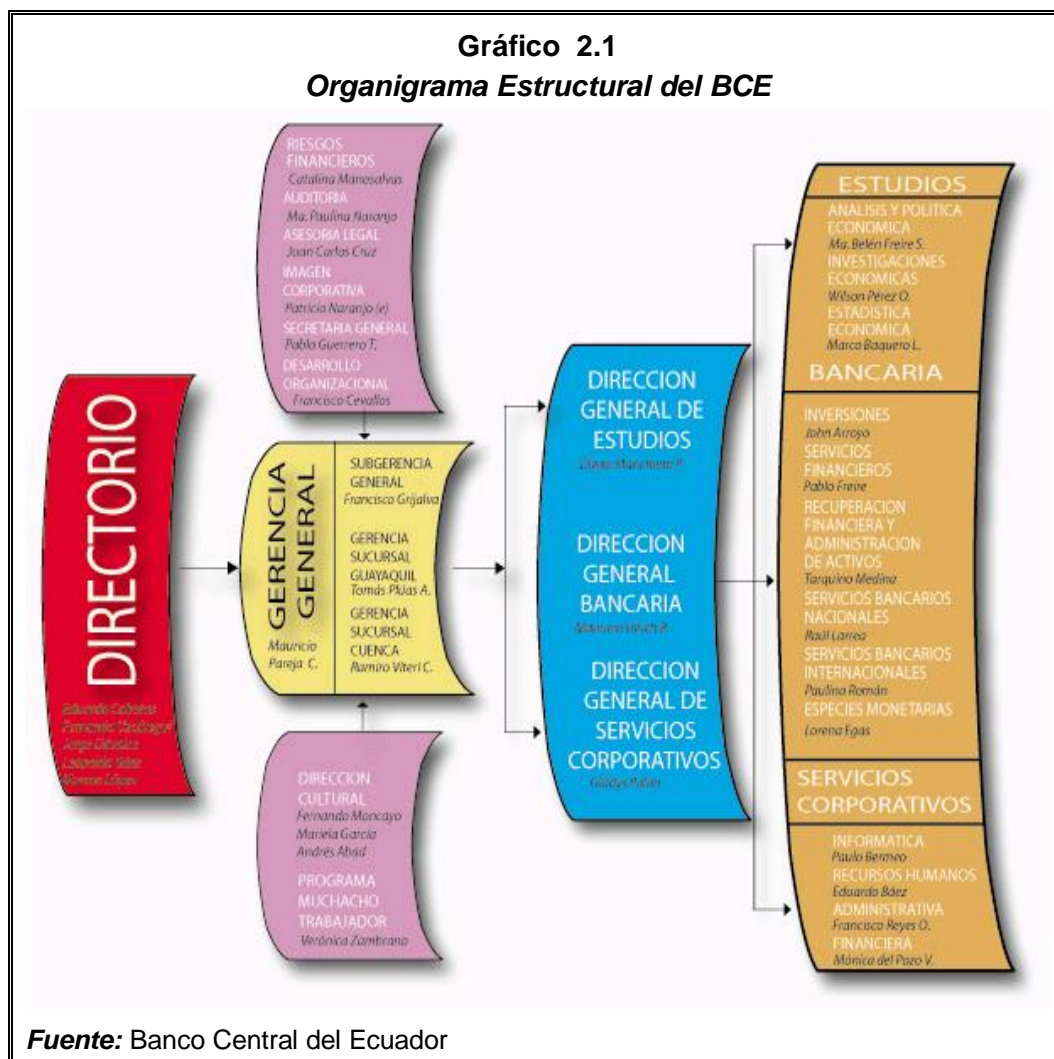 Gráfico 2.1
Organigrama Estructural del BCE
DIRECTORIO
RIESGOS
FINANCIEROS
Catalina Manosalvas
AUDITORIA
Ma. Paulina Naranjo
ASESORIA LEGAL
Juan Carlos Cruz
IMAGEN
CORPORATIVA
Patricia Naranjo (e)
SECRETARIA GENERAL
Pablo Guerrero T.
DESARROLLO
ORGANIZACIONAL
Francisco Cevallos
GERENCIA
GENERAL
Mauricio
Pareja C.
SUBGERENCIA
GENERAL
Francisco Grijalva
GERENCIA
SUCURSAL
GUAYAQUIL
Tomás Plúas A.
GERENCIA
SUCURSAL
CUENCA
Ramiro Viteri C.
DIRECCION
CULTURAL
Fernando Moncayo
Mariela García
Andrés Abad
PROGRAMA
MUCHACHO
TRABAJADOR
Verónica Zambrano
DIRECCION
GENERAL DE
ESTUDIOS
DIRECCION
GENERAL
BANCARIA
DIRECCION
GENERAL DE
SERVICIOS
CORPORATIVOS
ESTUDIOS
ANALISIS Y POLITICA
ECONOMICA
Ma. Belén Freire S.
INVESTIGACIONES
ECONOMICAS
Wilson Pérez O.
ESTADISTICA
ECONOMICA
Marco Baquero L.
BANCARIA
INVERSIONES
John Arroyo
SERVICIOS
FINANCIEROS
Pablo Freire
RECUPERACION
FINANCIERA Y
ADMINISTRACION
DE ACTIVOS
Tarquino Medina
SERVICIOS BANCARIOS
NACIONALES
Raúl Larrea
SERVICIOS BANCARIOS
INTERNACIONALES
Paulina Román
ESPECIES MONETARIAS
Lorena Egas
SERVICIOS
CORPORATIVOS
INFORMATICA
Paulo Bermeo
RECURSOS HUMANOS
Eduardo Báez
ADMINISTRATIVA
Francisco Reyes O.
FINANCIERA
Mónica del Pozo V.
Fuente: Banco Central del Ecuador